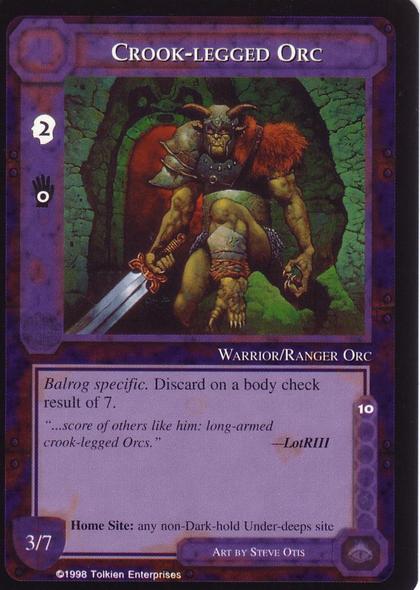 CROOK-LEGGED ORC
2
0
WARRIOR/RANGER ORC
Balrog specific. Discard on a body check
result of 7.
10
"...score of others like him: long-armed
crook-legged Orcs." —LotRIII
Home Site: any non-Dark-hold Under-deeps site
3/7
ART BY STEVE OTIS
©1998 Tolkien Enterprises